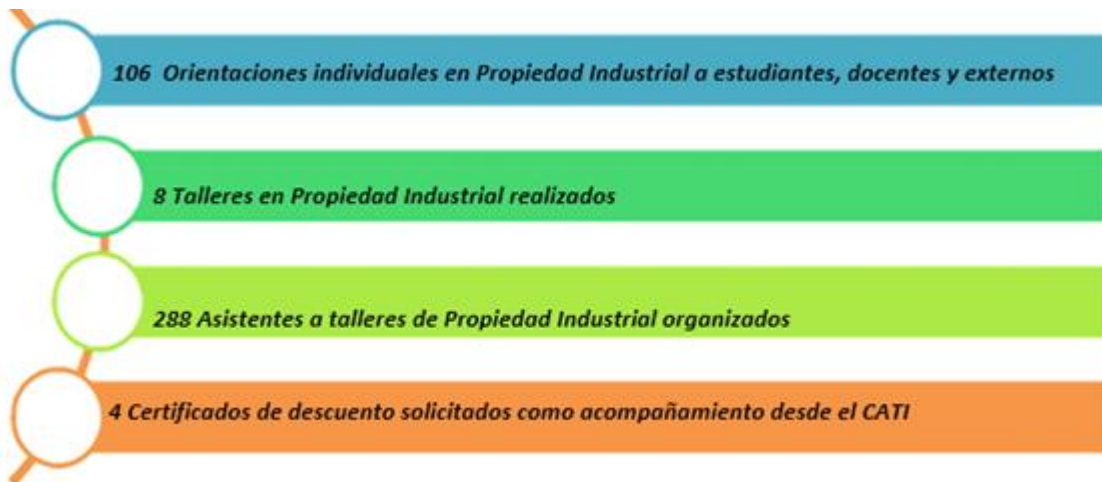 106 Orientaciones individuales en Propiedad Industrial a estudiantes, docentes y externos
8 Talleres en Propiedad Industrial realizados
288 Asistentes a talleres de Propiedad Industrial organizados
4 Certificados de descuento solicitados como acompañamiento desde el CATI